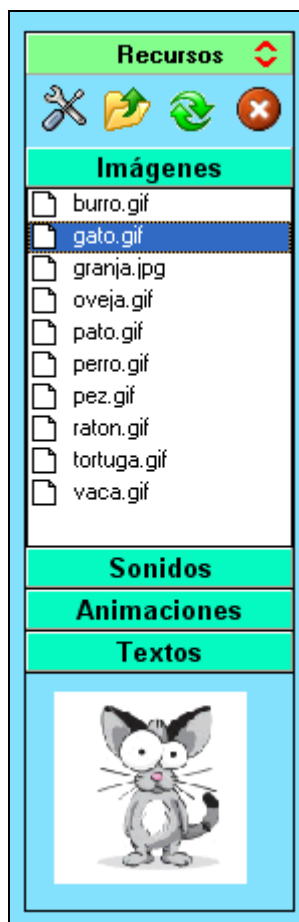 Recursos
Imágenes
burro.gif
gato.gif
granja.jpg
oveja.gif
pato.gif
perro.gif
pez.gif
raton.gif
tortuga.gif
vaca.gif
Sonidos
Animaciones
Textos